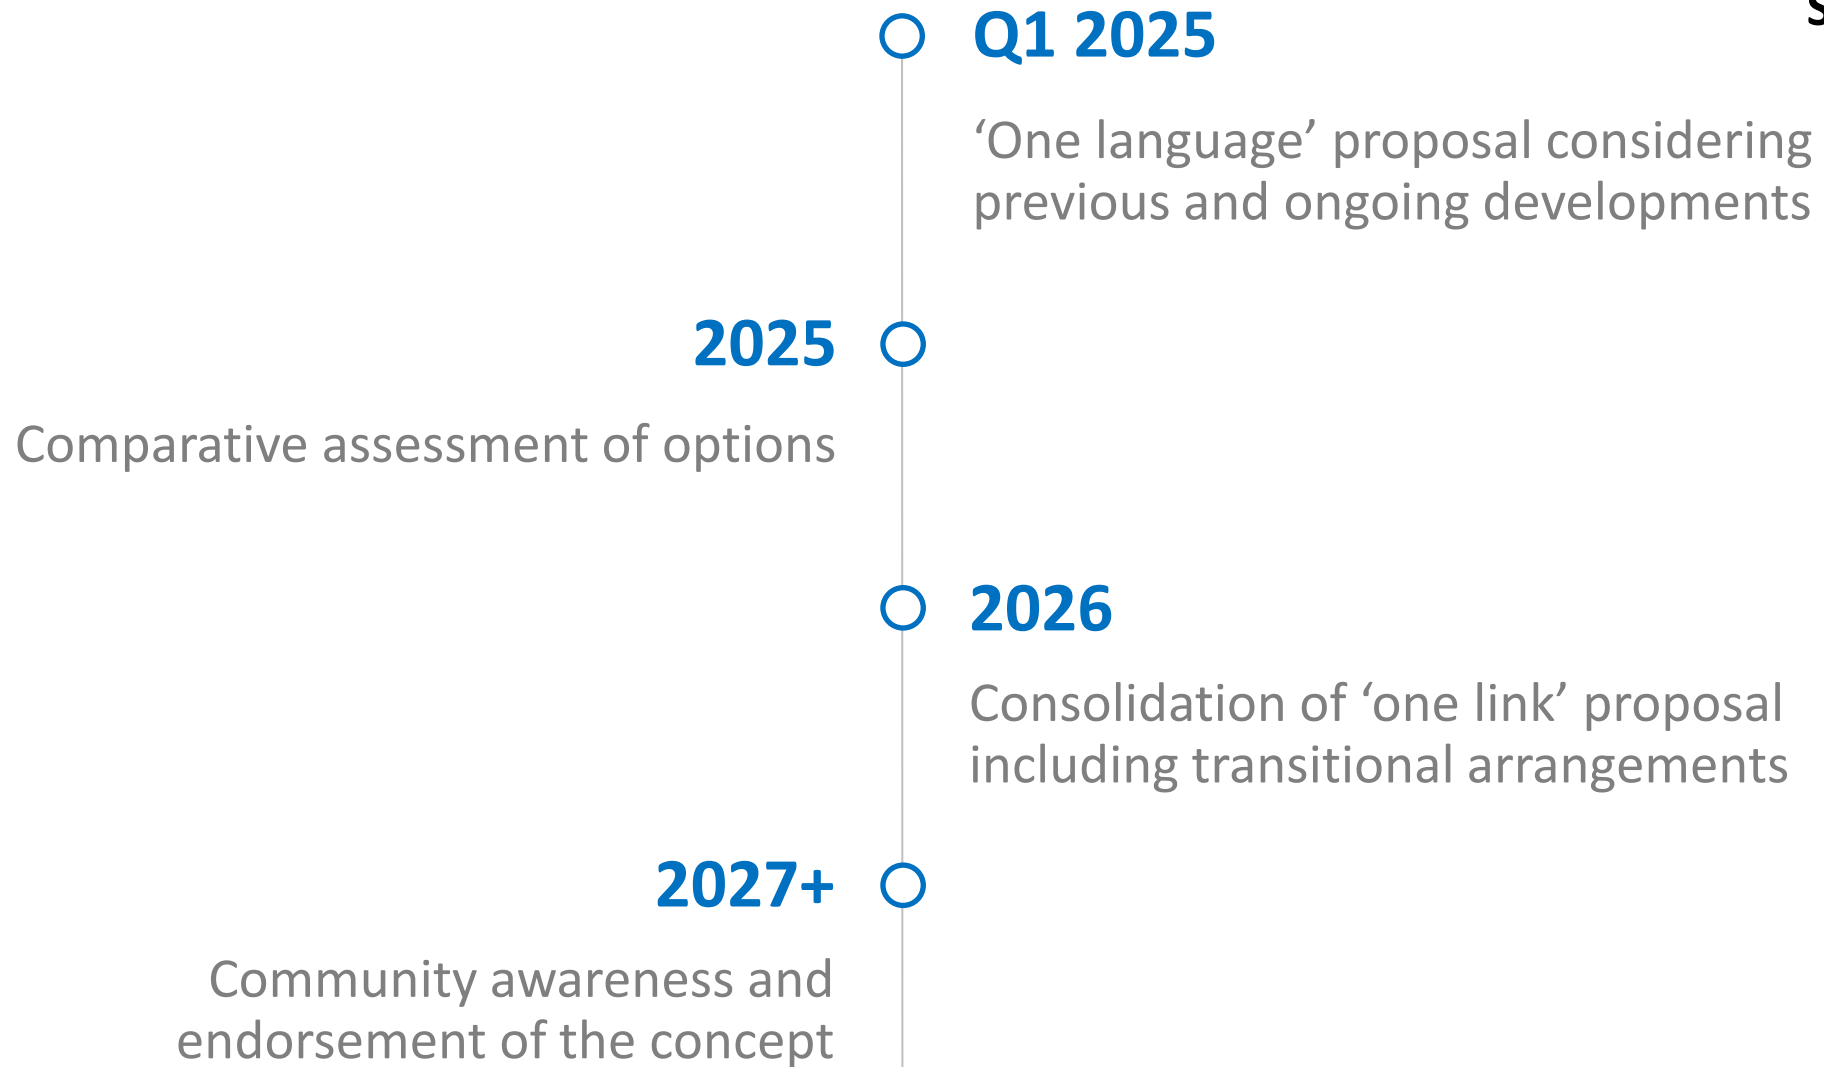 Q1 2025
‘One language’ proposal considering
previous and ongoing developments
2025
Comparative assessment of options
2026
Consolidation of ‘one link’ proposal
including transitional arrangements
2027+
Community awareness and
endorsement of the concept